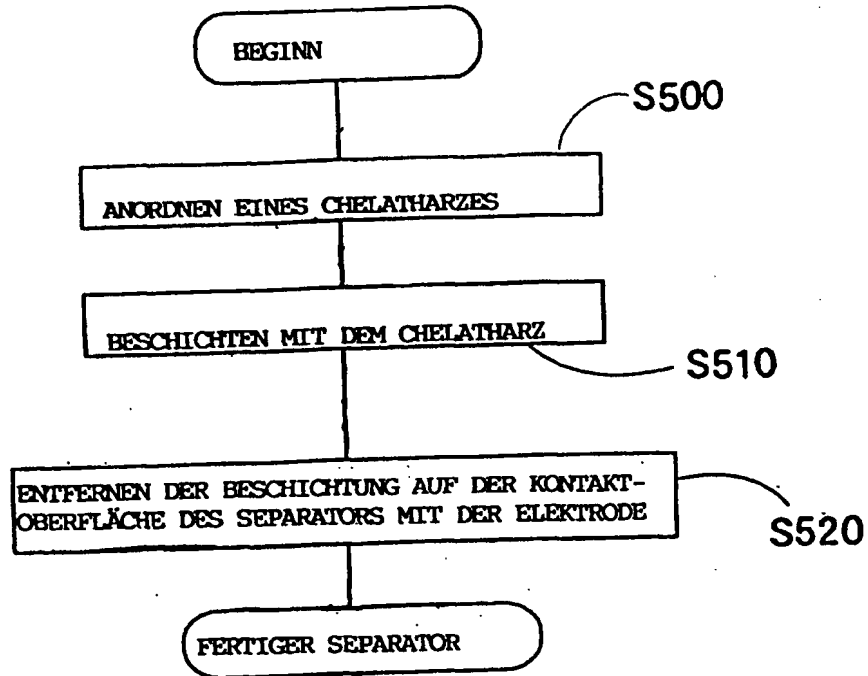 BEGINN
S500
ANORDNEN EINES CHELATHARZES
BESCHICHTEN MIT DEM CHELATHARZ
S510
ENTFERNEN DER BESCHICHTUNG AUF DER KONTAKT-
OBERFLÄCHE DES SEPARATORS MIT DER ELEKTRODE
S520
FERTIGER SEPARATOR